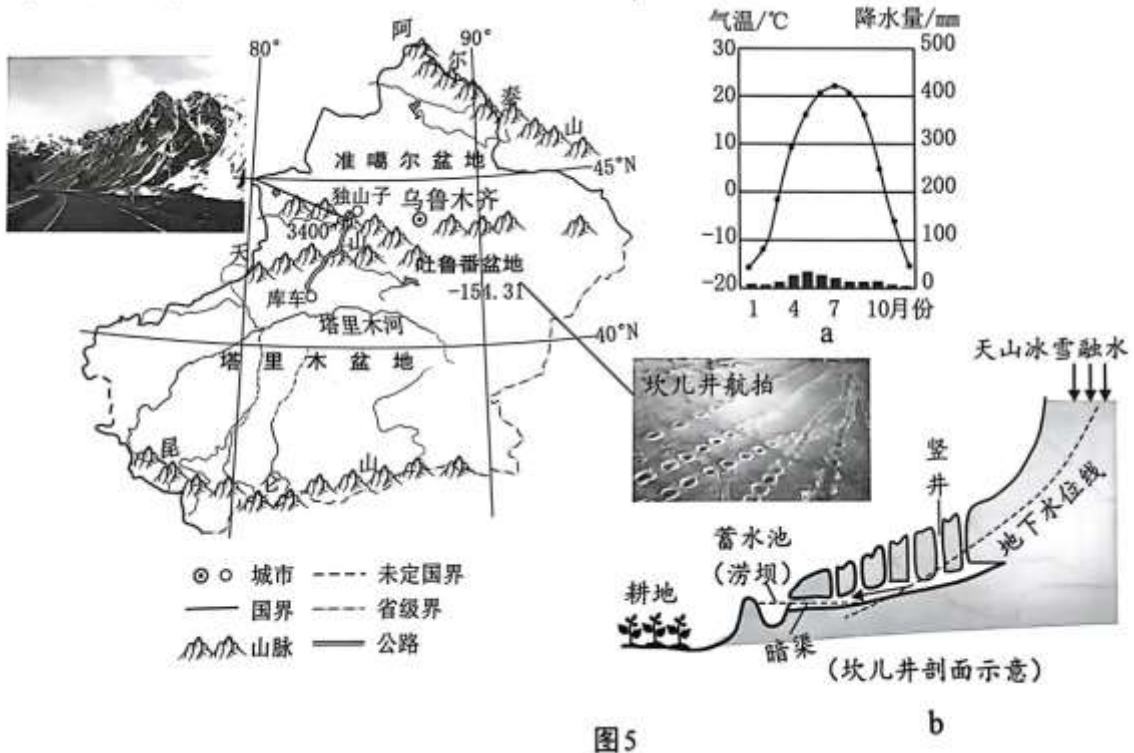 80°
90°
阿
尔
泰
山
准噶尔盆地
45°N
独山子
乌鲁木齐
3400
天
山
吐鲁番盆地
-154.31
库车
塔里木河
40°N
塔里木盆地
昆
仑
山
城市
未定国界
国界
省级界
山脉
公路
气温/℃
降水量/mm
30
500
20
400
10
300
0
200
-10
100
-20
0
1 4 7 10月份
a
坎儿井航拍
天山冰雪融水
竖井
地下水位线
蓄水池
(涝坝)
耕地
暗渠
(坎儿井剖面示意)
b
图5